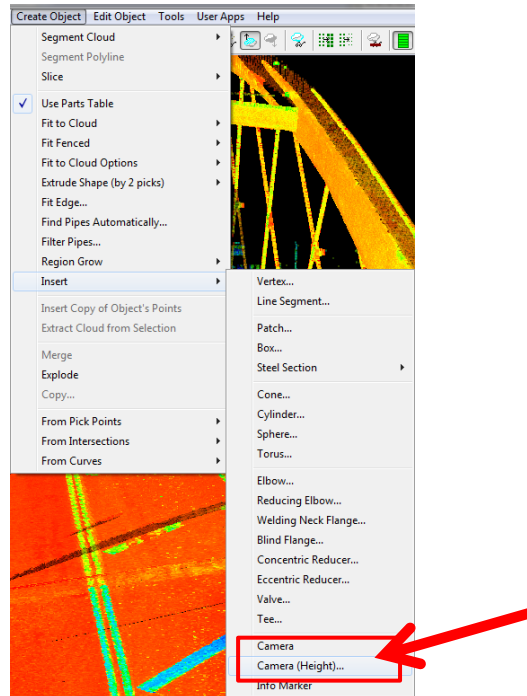 Create Object Edit Object Tools User Apps Help
Segment Cloud
Segment Polyline
Slice
Use Parts Table
Fit to Cloud
Fit Fenced
Fit to Cloud Options
Extrude Shape (by 2 picks)
Fit Edge...
Find Pipes Automatically...
Filter Pipes...
Region Grow
Insert
Insert Copy of Object's Points
Extract Cloud from Selection
Merge
Explode
Copy...
From Pick Points
From Intersections
From Curves
Vertex...
Line Segment...
Patch...
Box...
Steel Section
Cone...
Cylinder...
Sphere...
Torus...
Elbow...
Reducing Elbow...
Welding Neck Flange...
Blind Flange...
Concentric Reducer...
Eccentric Reducer...
Valve...
Tee...
Camera
Camera (Height)...
Info Marker